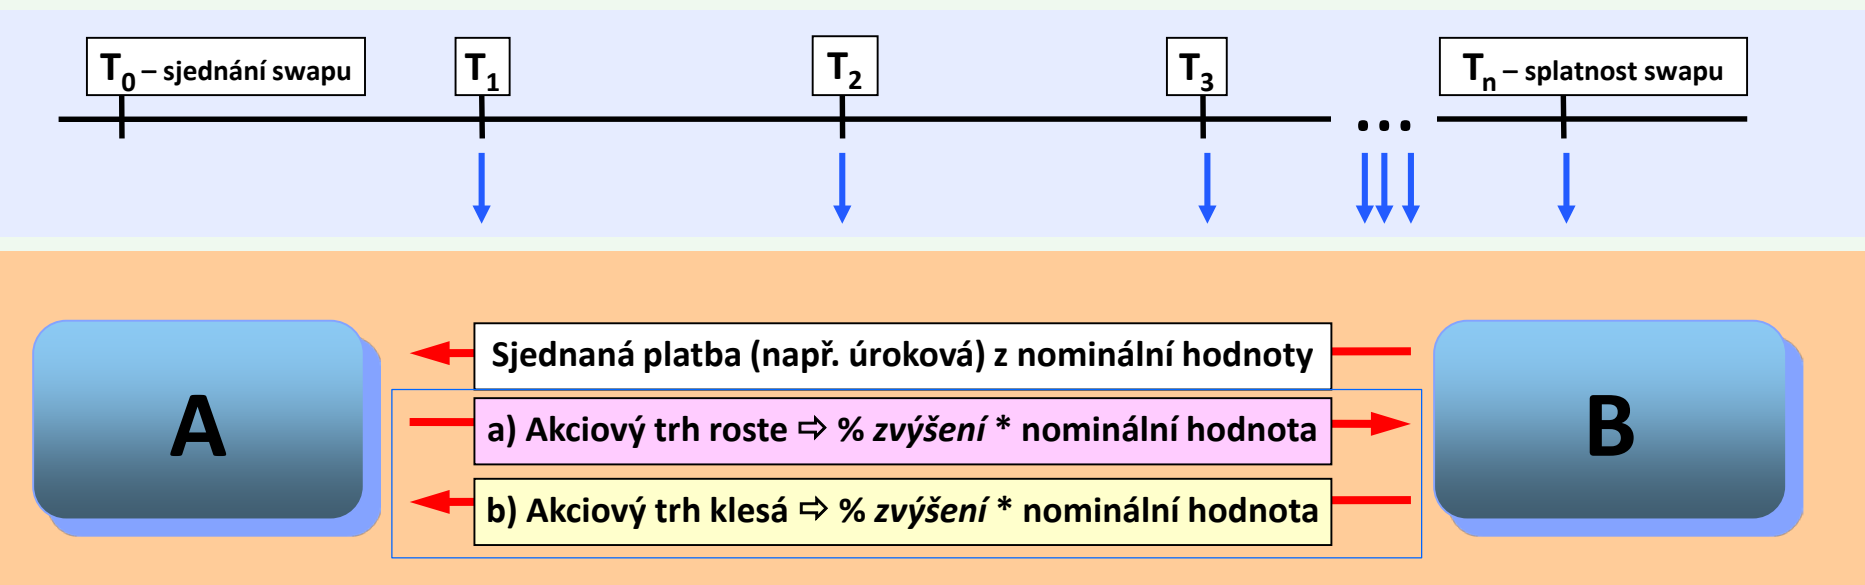 T₀ – sjednání swapu
T₁
T₂
T₃
...
Tₙ – splatnost swapu
A
Sjednaná platba (např. úroková) z nominální hodnoty
a) Akciový trh roste ⇨ % zvýšení * nominální hodnota
b) Akciový trh klesá ⇨ % zvýšení * nominální hodnota
B